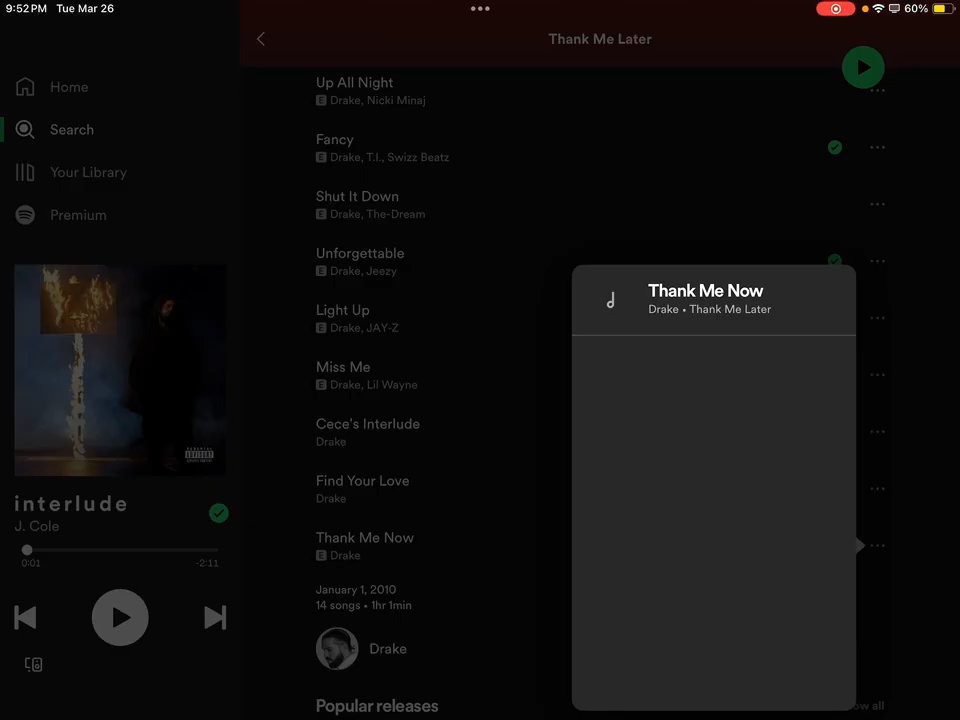 9:52 PM Tue Mar 26
60%
Thank Me Later
Home
Search
Your Library
Premium
interlude
J. Cole
0:01
-2:11
Up All Night
E Drake, Nicki Minaj
Fancy
E Drake, T.I., Swizz Beatz
Shut It Down
E Drake, The-Dream
Unforgettable
E Drake, Jeezy
Light Up
E Drake, JAY-Z
Miss Me
E Drake, Lil Wayne
Cece's Interlude
Drake
Find Your Love
Drake
Thank Me Now
E Drake
January 1, 2010
14 songs • 1hr 1min
Drake
Popular releases
ow all
Thank Me Now
Drake • Thank Me Later